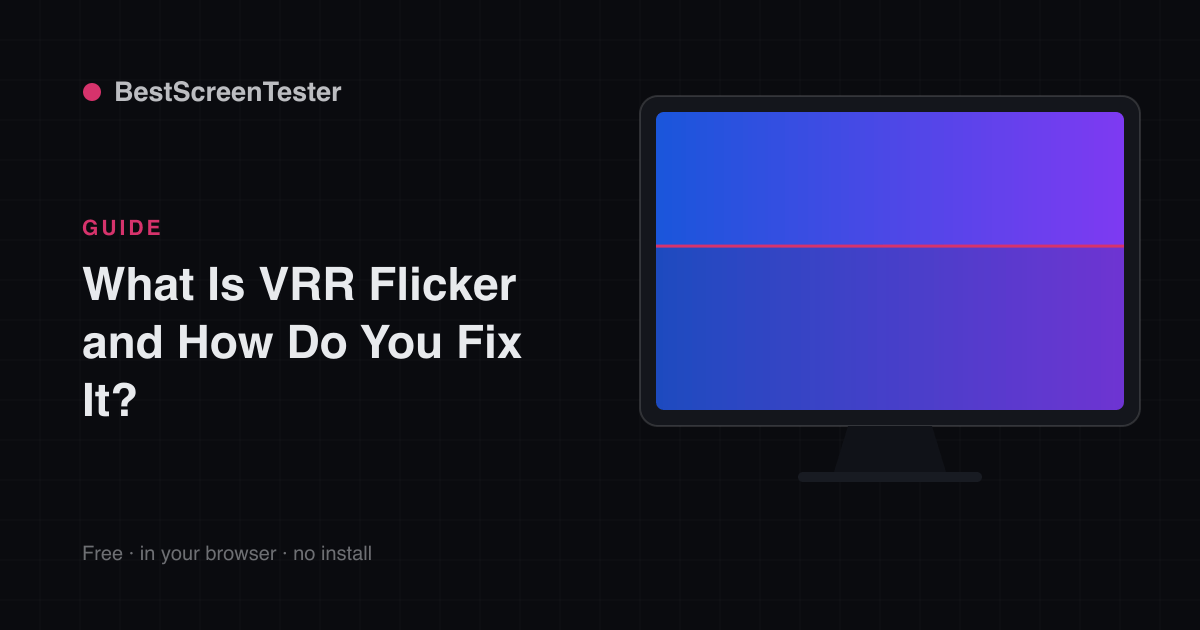 BestScreenTester
GUIDE
What Is VRR Flicker
and How Do You Fix
It?
Free · in your browser · no install